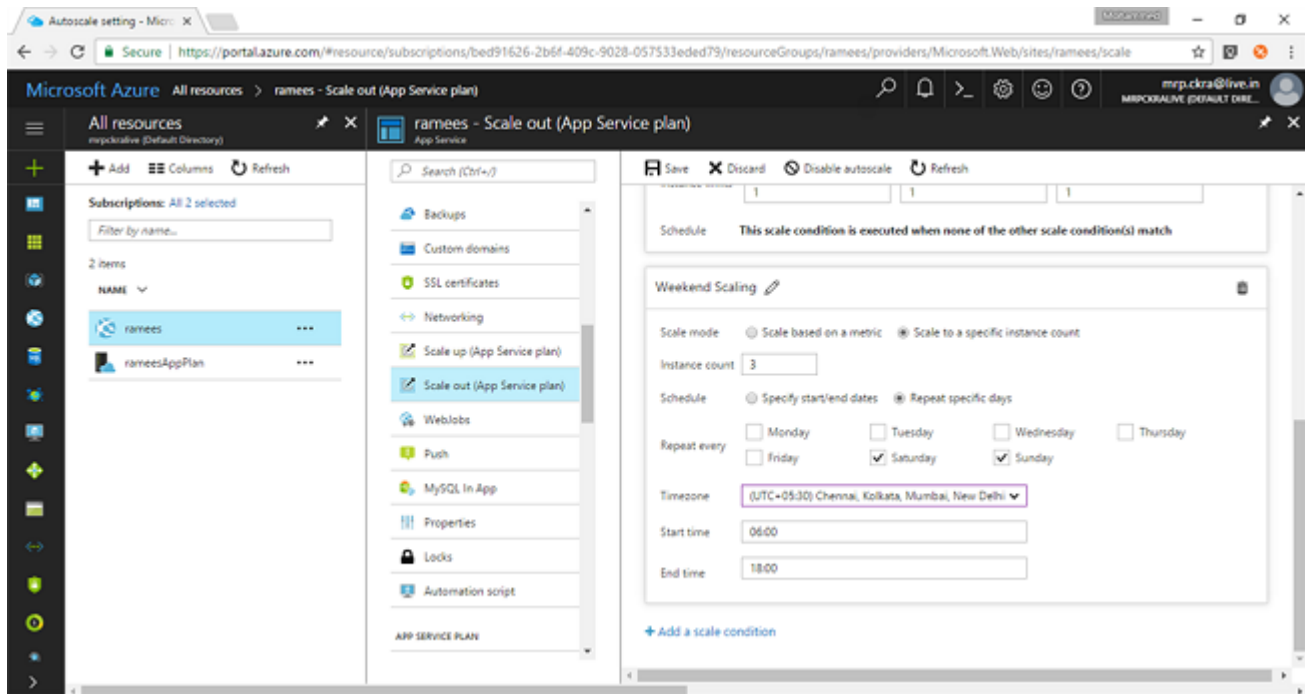 Autoscale setting - Micro
Mohammed
Secure | https://portal.azure.com/#resource/subscriptions/bed91626-2b6f-409c-9028-057533eded79/resourceGroups/ramees/providers/Microsoft.Web/sites/ramees/scale
Microsoft Azure All resources > ramees - Scale out (App Service plan)
mrp.ckra@live.in
MRPCKRALIVE (DEFAULT DIRE...
All resources
mrpckralive (Default Directory)
ramees - Scale out (App Service plan)
App Service
Add Columns Refresh
Subscriptions: All 2 selected
Filter by name...
2 items
NAME
ramees ...
rameesAppPlan ...
Search (Ctrl+/)
Backups
Custom domains
SSL certificates
Networking
Scale up (App Service plan)
Scale out (App Service plan)
WebJobs
Push
MySQL In App
Properties
Locks
Automation script
APP SERVICE PLAN
Save Discard Disable autoscale Refresh
1 1 1
Schedule This scale condition is executed when none of the other scale condition(s) match
Weekend Scaling
Scale mode Scale based on a metric Scale to a specific instance count
Instance count 3
Schedule Specify start/end dates Repeat specific days
Repeat every
Monday Tuesday Wednesday Thursday
Friday Saturday Sunday
Timezone (UTC+05:30) Chennai, Kolkata, Mumbai, New Delhi
Start time 06:00
End time 18:00
+ Add a scale condition